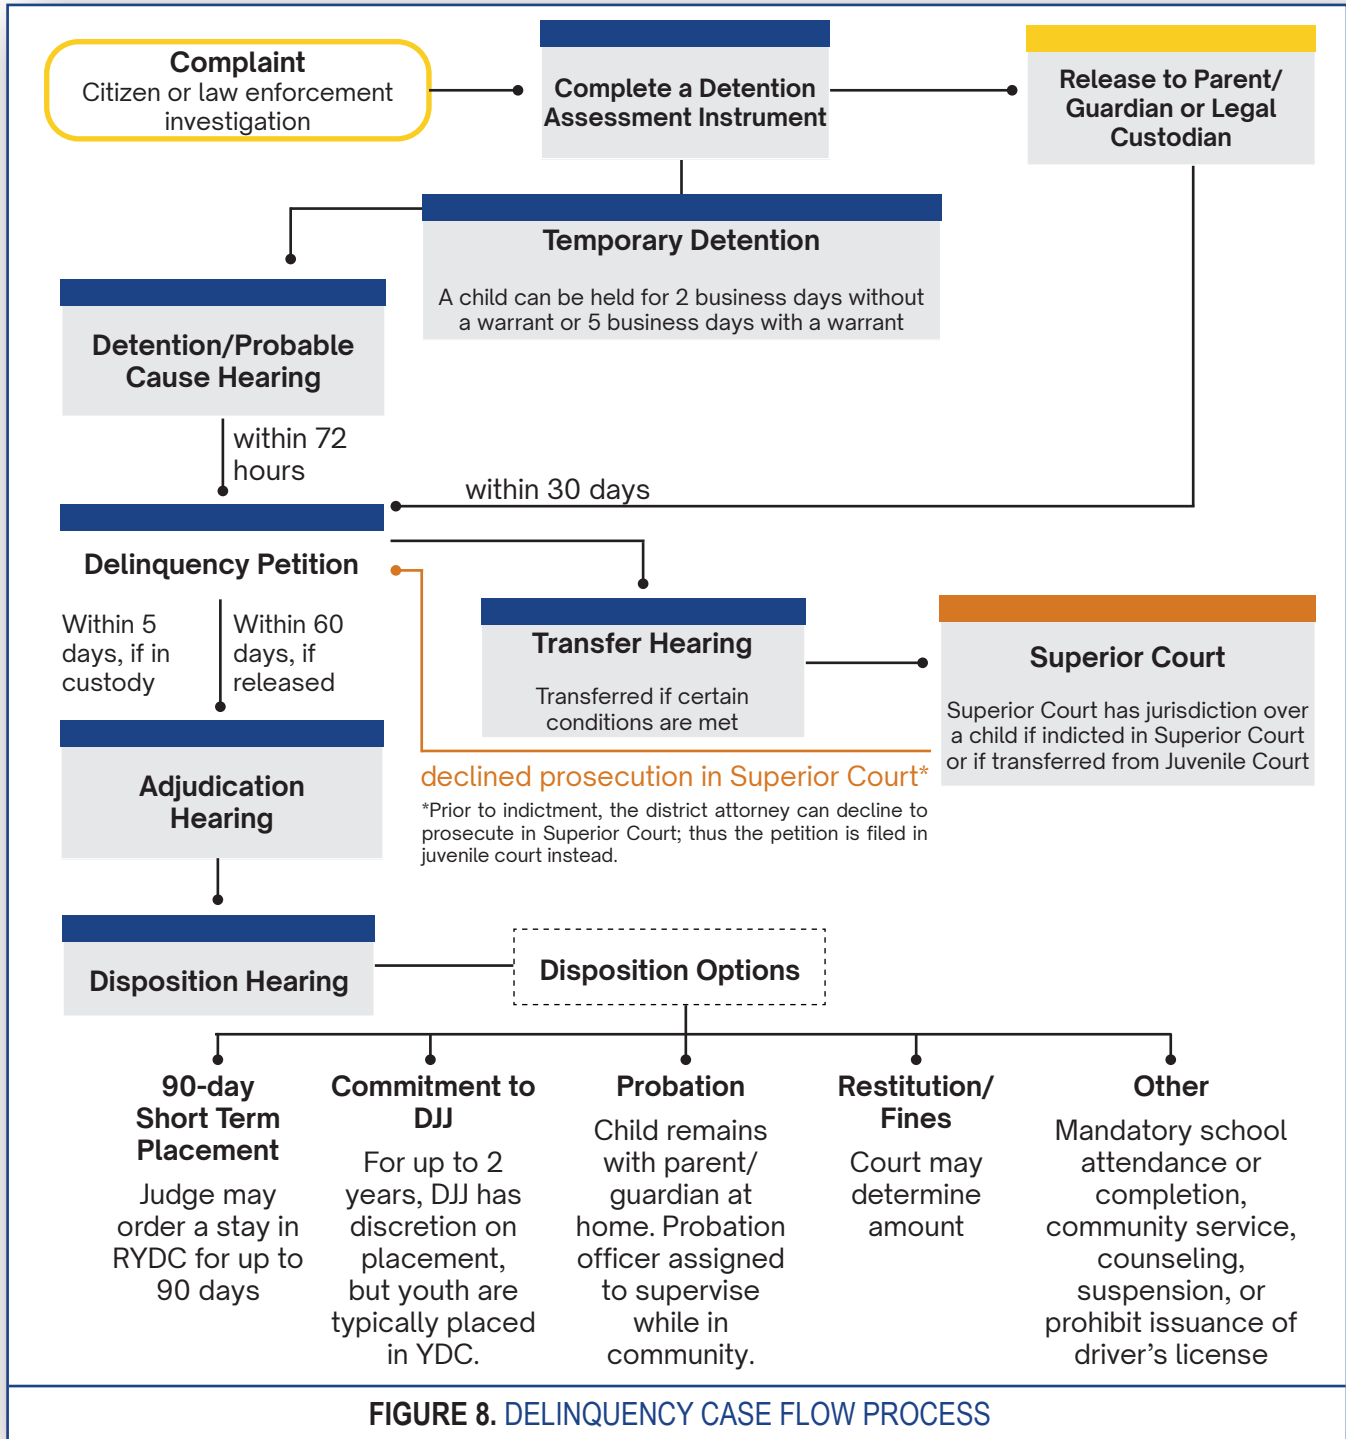 Complaint
Citizen or law enforcement
investigation
Complete a Detention
Assessment Instrument
Release to Parent/
Guardian or Legal
Custodian
Temporary Detention
A child can be held for 2 business days without
a warrant or 5 business days with a warrant
Detention/Probable
Cause Hearing
within 72
hours
within 30 days
Delinquency Petition
Within 5
days, if in
custody
Within 60
days, if
released
Transfer Hearing
Transferred if certain
conditions are met
Superior Court
Superior Court has jurisdiction over
a child if indicted in Superior Court
or if transferred from Juvenile Court
declined prosecution in Superior Court*
*Prior to indictment, the district attorney can decline to
prosecute in Superior Court; thus the petition is filed in
juvenile court instead.
Adjudication
Hearing
Disposition Hearing
Disposition Options
90-day
Short Term
Placement
Judge may
order a stay in
RYDC for up to
90 days
Commitment to
DJJ
For up to 2
years, DJJ has
discretion on
placement,
but youth are
typically placed
in YDC.
Probation
Child remains
with parent/
guardian at
home. Probation
officer assigned
to supervise
while in
community.
Restitution/
Fines
Court may
determine
amount
Other
Mandatory school
attendance or
completion,
community service,
counseling,
suspension, or
prohibit issuance of
driver's license
FIGURE 8. DELINQUENCY CASE FLOW PROCESS